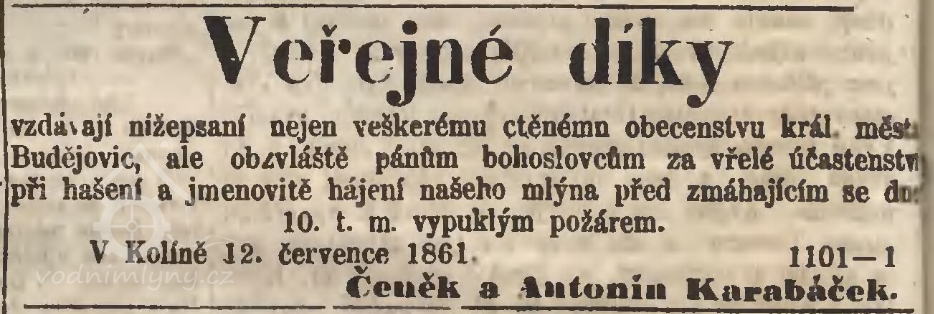 Veřejné díky
vzdávají nížepsaní nejen veškerému ctěnému obecenstvu král. měst.
Budějovic, ale obzvláště pánům bohoslovcům za vřelé účastenství
při hašení a jmenovitě hájení našeho mlýna před zmáhajícím se dne
10. t. m. vypuklým požárem.
V Kolíně 12. července 1861. 1101—1
vodnimlyny.cz
Čeněk a Antonín Karabáček.